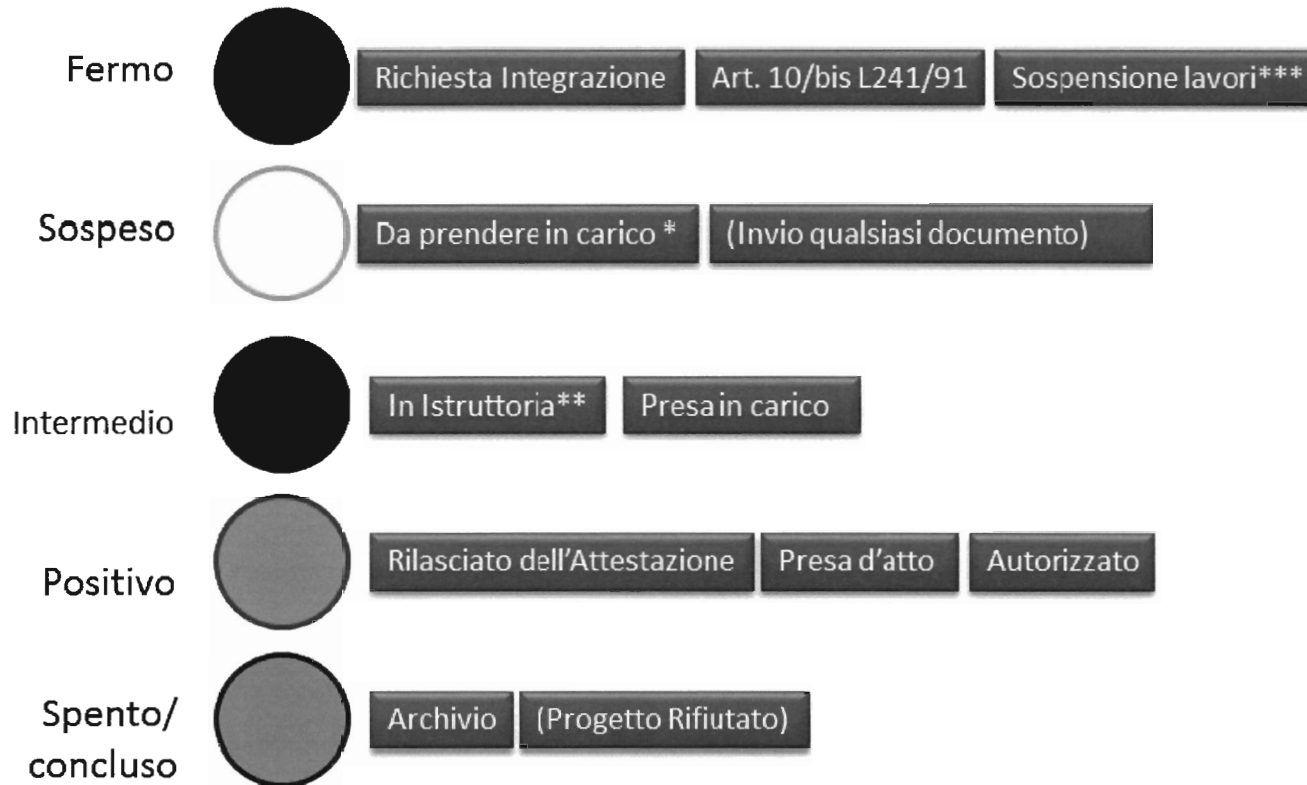 Fermo
Richiesta Integrazione
Art. 10/bis L241/91
Sospensione lavori***
Sospeso
Da prendere in carico *
(Invio qualsiasi documento)
Intermedio
In Istruttoria**
Presa in carico
Positivo
Rilasciato dell'Attestazione
Presa d'atto
Autorizzato
Spento/
concluso
Archivio
(Progetto Rifiutato)